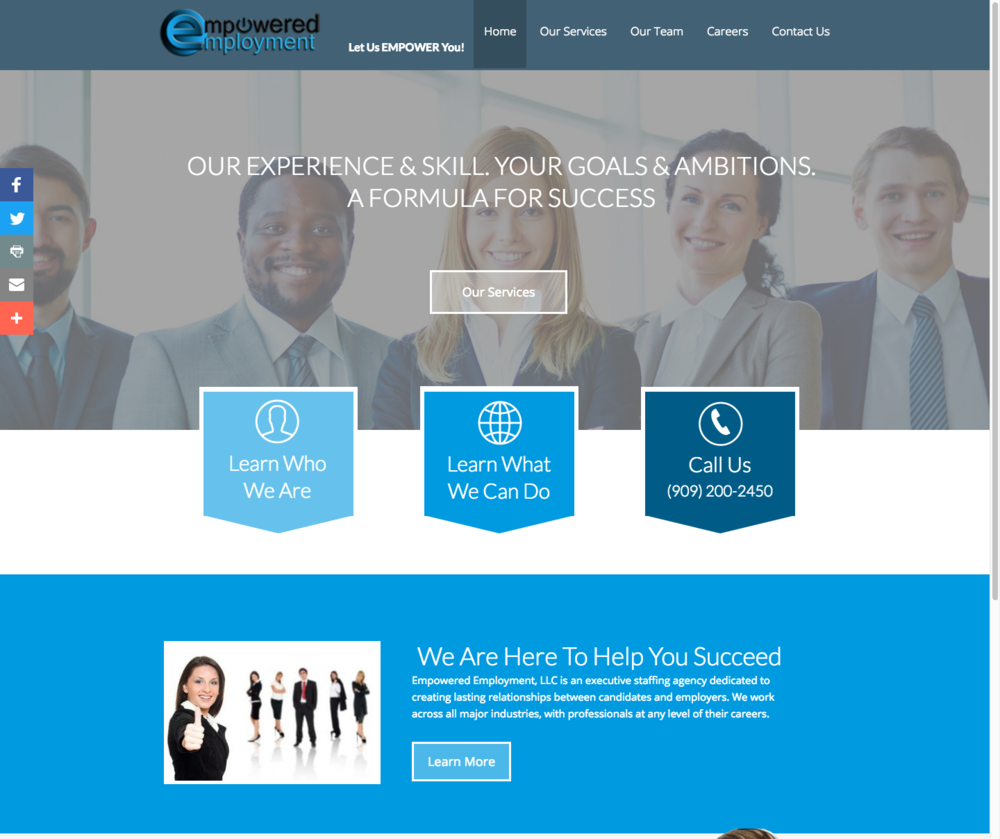 empowered
employment
Let Us EMPOWER You!
Home
Our Services
Our Team
Careers
Contact Us
OUR EXPERIENCE & SKILL. YOUR GOALS & AMBITIONS.
A FORMULA FOR SUCCESS
Our Services
Learn Who
We Are
Learn What
We Can Do
Call Us
(909) 200-2450
We Are Here To Help You Succeed
Empowered Employment, LLC is an executive staffing agency dedicated to
creating lasting relationships between candidates and employers. We work
across all major industries, with professionals at any level of their careers.
Learn More